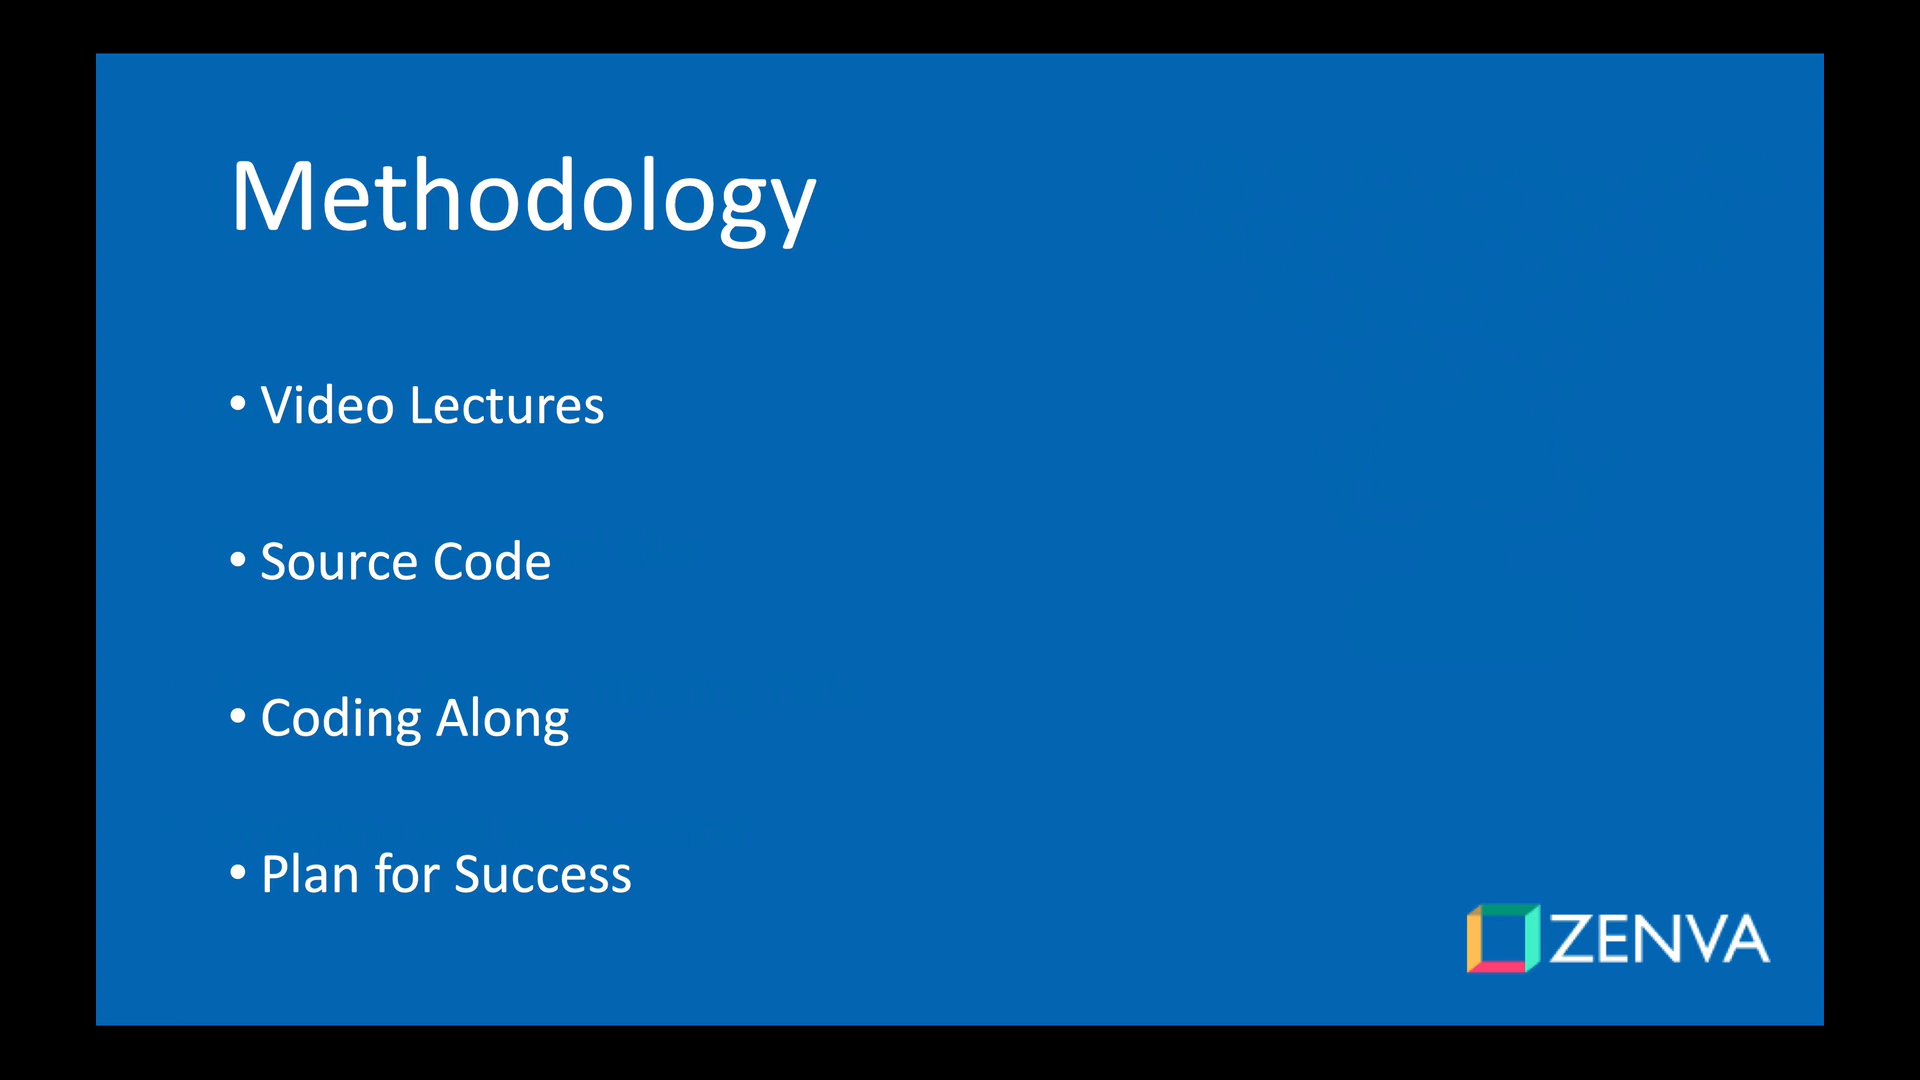 Methodology
• Video Lectures
• Source Code
• Coding Along
• Plan for Success
ZENVA